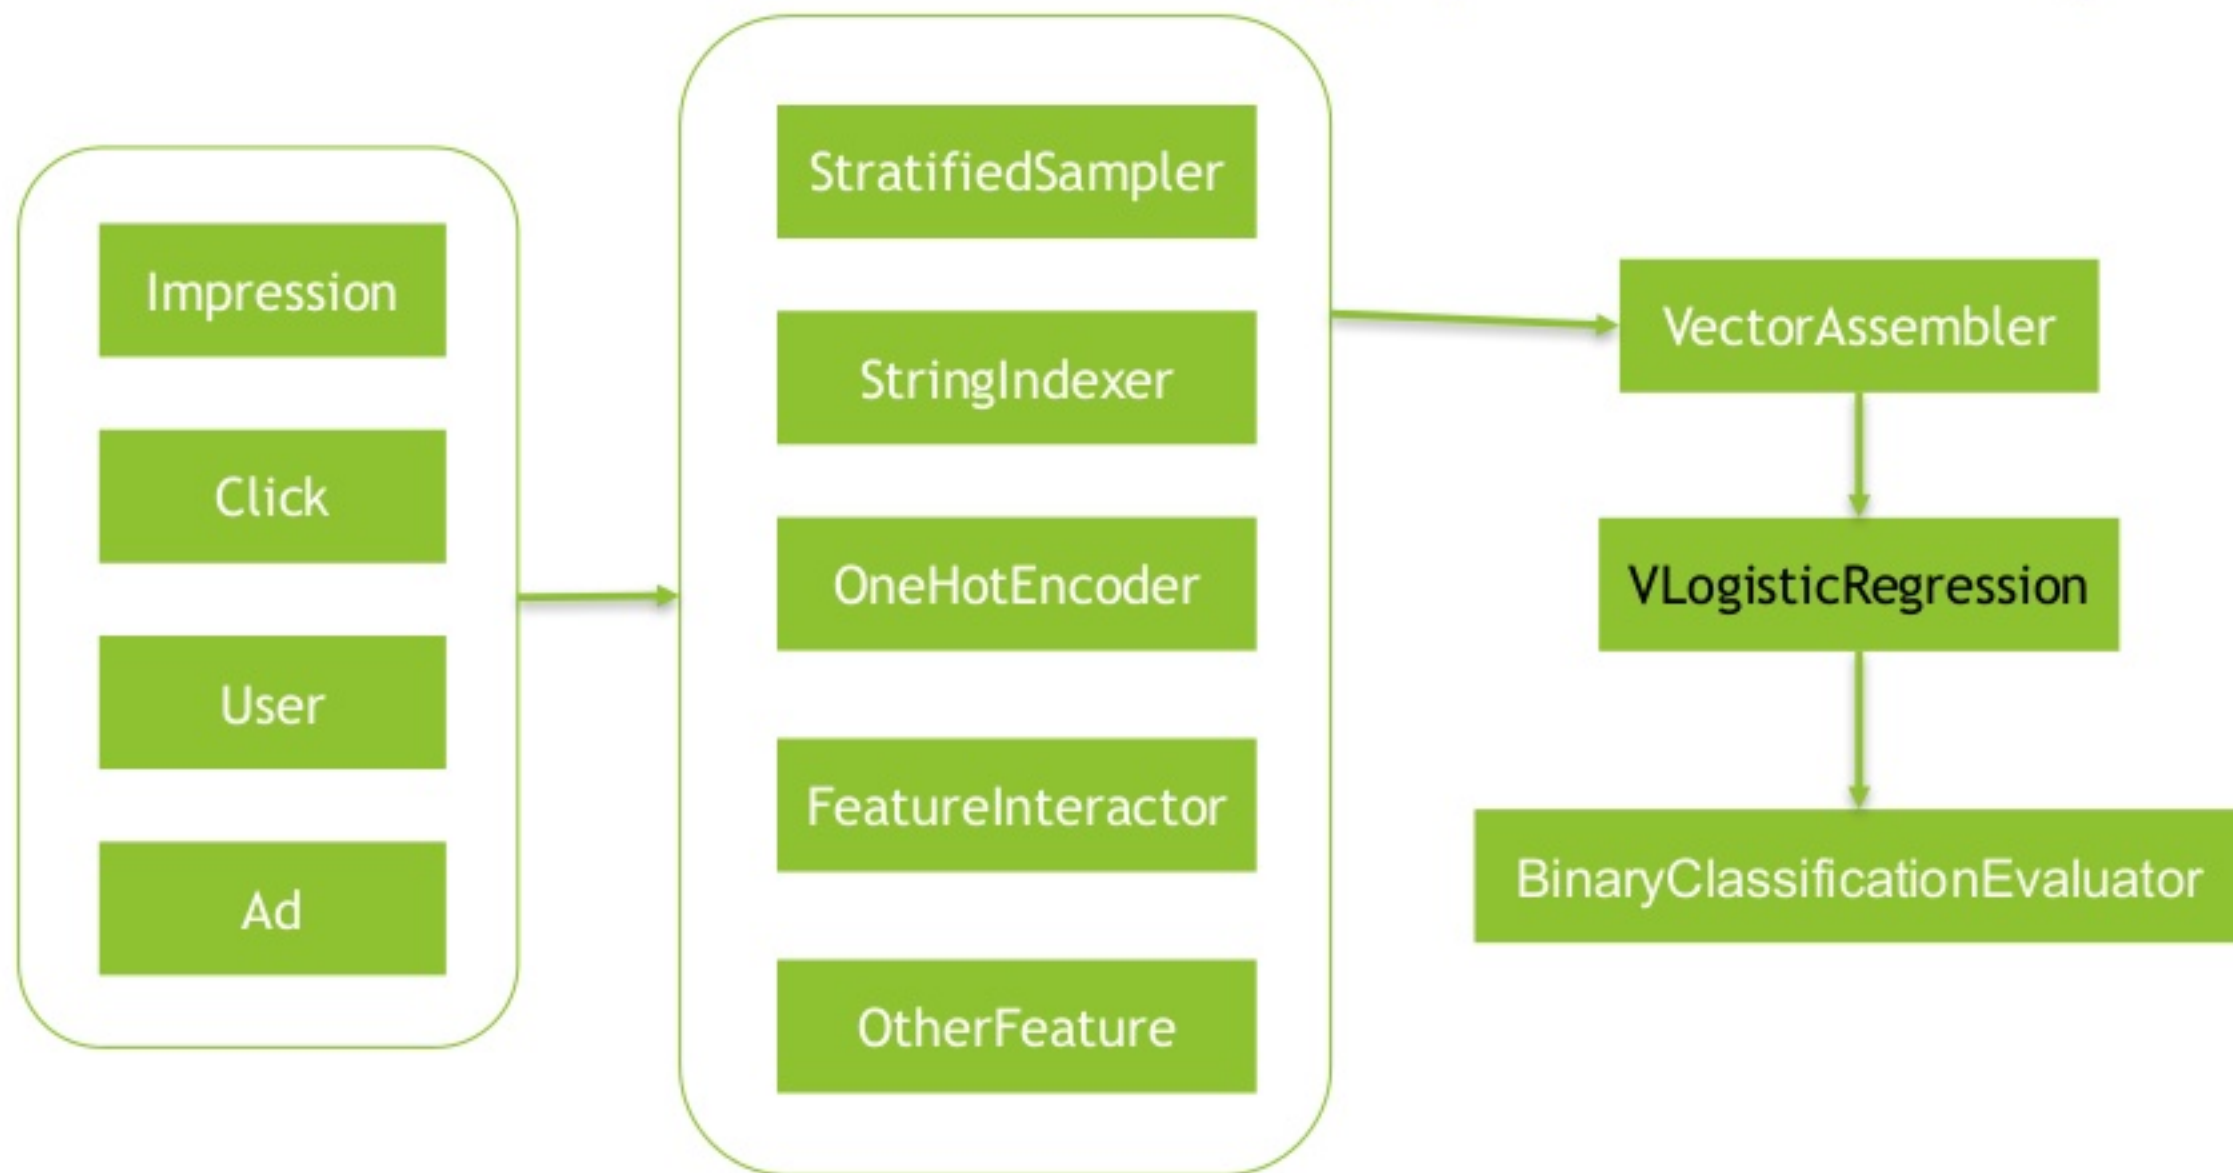 Impression
Click
User
Ad
StratifiedSampler
StringIndexer
OneHotEncoder
FeatureInteractor
OtherFeature
VectorAssembler
VLogisticRegression
BinaryClassificationEvaluator